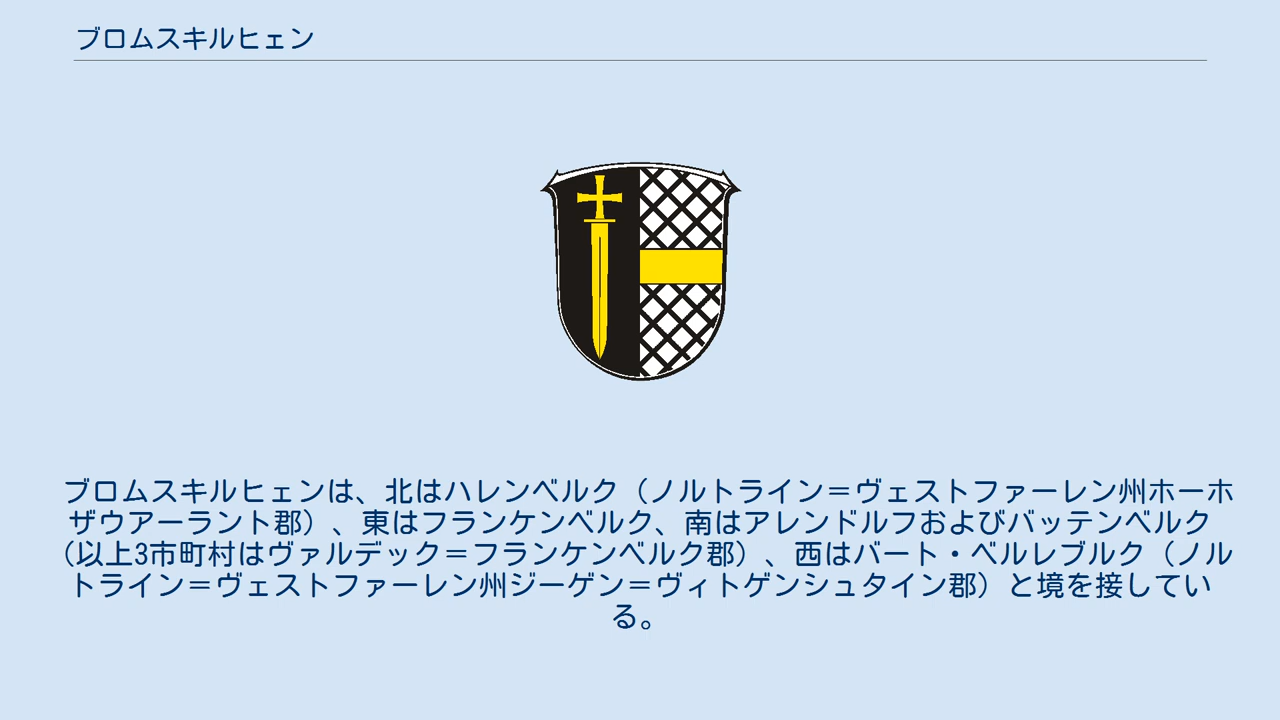 ブロムスキルヒェン
ブロムスキルヒェンは、北はハレンベルク（ノルトライン＝ヴェストファーレン州ホーホ
ザウアーラント郡）、東はフランケンベルク、南はアレンドルフおよびバッテンベルク
（以上3市町村はヴァルデック＝フランケンベルク郡）、西はバート・ベルレブルク（ノル
トライン＝ヴェストファーレン州ジーゲン＝ヴィトゲンシュタイン郡）と境を接してい
る。